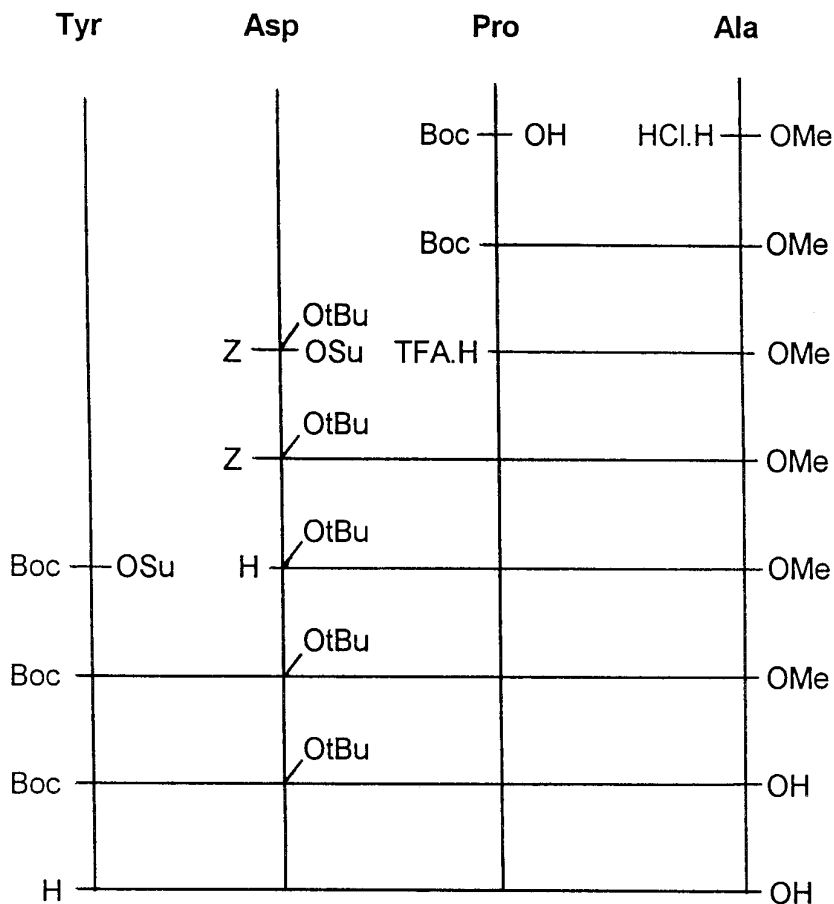 Tyr Asp Pro Ala
Boc OH HCl.H OMe
Boc OMe
OtBu
Z OSu TFA.H OMe
OtBu
Z OMe
OtBu
Boc OSu H OMe
OtBu
Boc OMe
OtBu
Boc OH
H OH